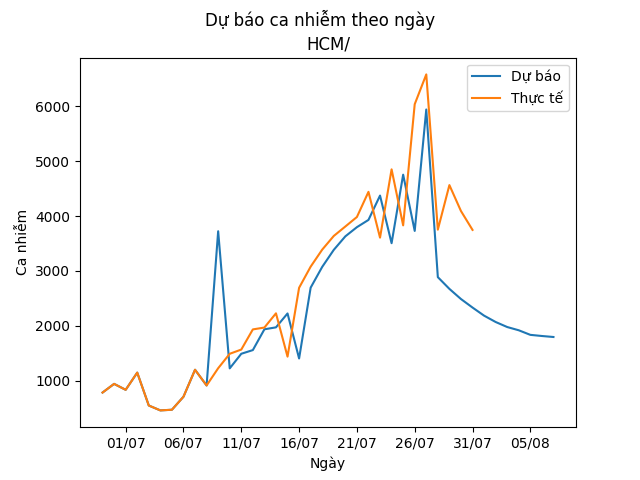 Dự báo ca nhiễm theo ngày
HCM/
Dự báo
Thực tế
Ca nhiễm
6000
5000
4000
3000
2000
1000
01/07 06/07 11/07 16/07 21/07 26/07 31/07 05/08
Ngày